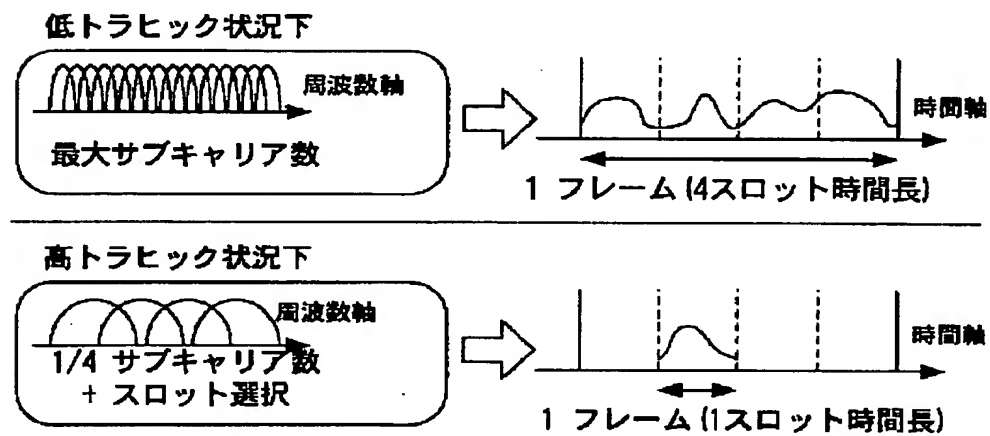 低トラヒック状況下
周波数軸
最大サブキャリア数
時間軸
1 フレーム(4スロット時間長)
高トラヒック状況下
周波数軸
1/4 サブキャリア数
+ スロット選択
時間軸
1 フレーム(1スロット時間長)